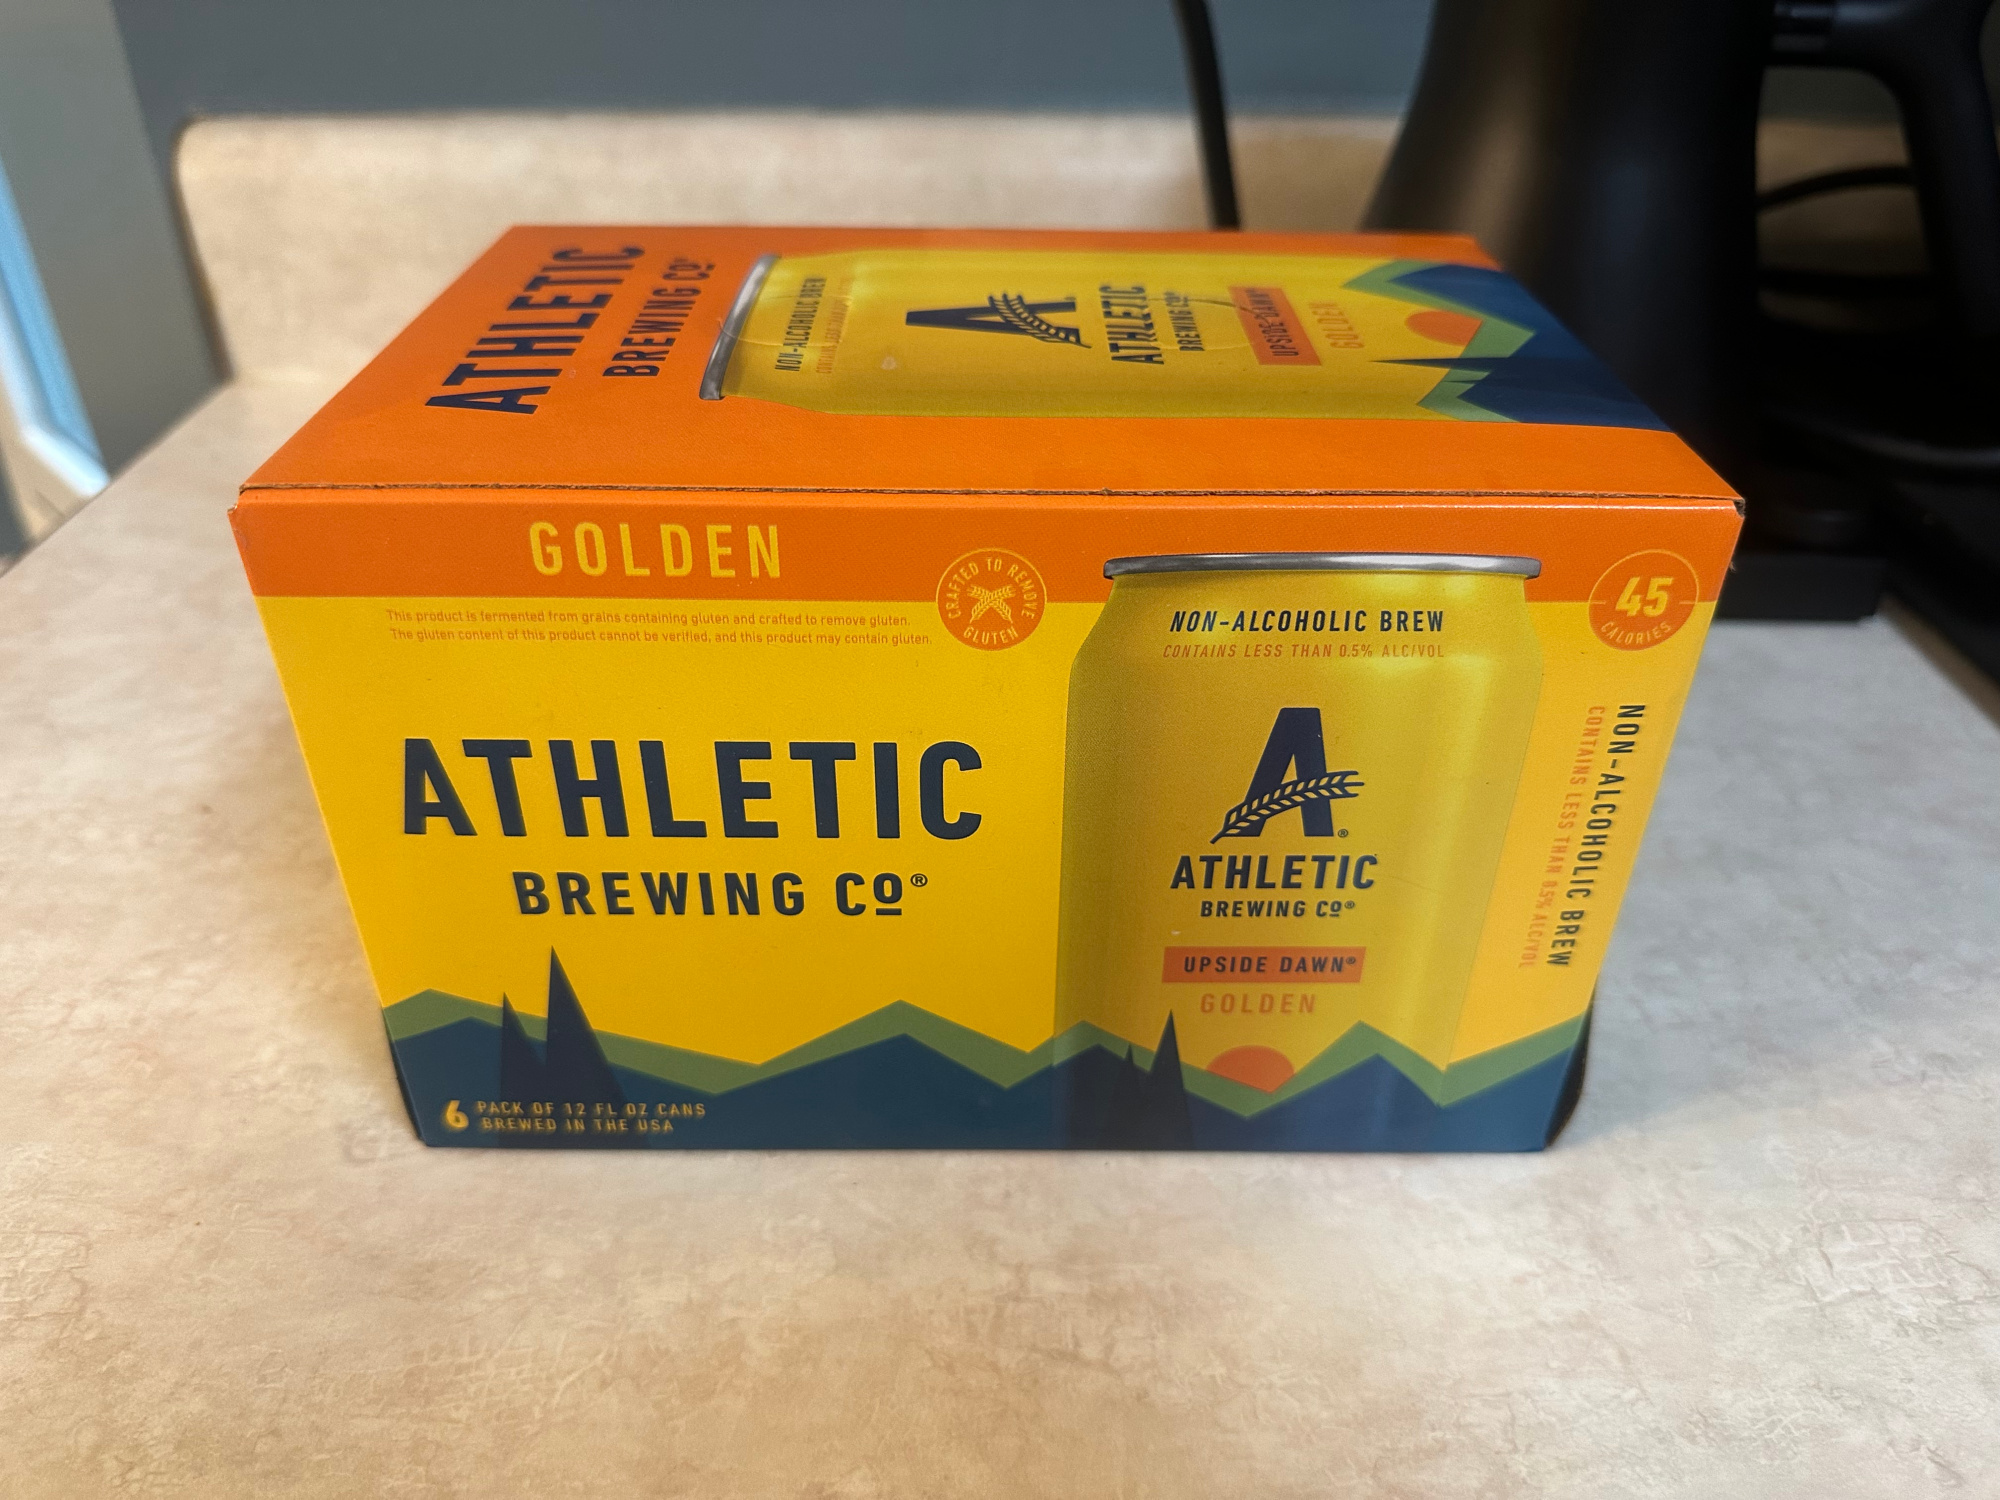 ATHLETIC
BREWING Co
NON-ALCOHOLIC BREW
A
ATHLETIC
BREWING Co
UPSIDE DAWN
GOLDEN
GOLDEN
This product is fermented from grains containing gluten and crafted to remove gluten.
The gluten content of this product cannot be verified, and this product may contain gluten.
CRAFTED TO REMOVE
GLUTEN
45
CALORIES
ATHLETIC
BREWING Co®
NON-ALCOHOLIC BREW
CONTAINS LESS THAN 0.5% ALC/VOL
A®
ATHLETIC
BREWING Co®
UPSIDE DAWN®
GOLDEN
NON-ALCOHOLIC BREW
CONTAINS LESS THAN 0.5% ALC/VOL
6 PACK OF 12 FL OZ CANS
BREWED IN THE USA